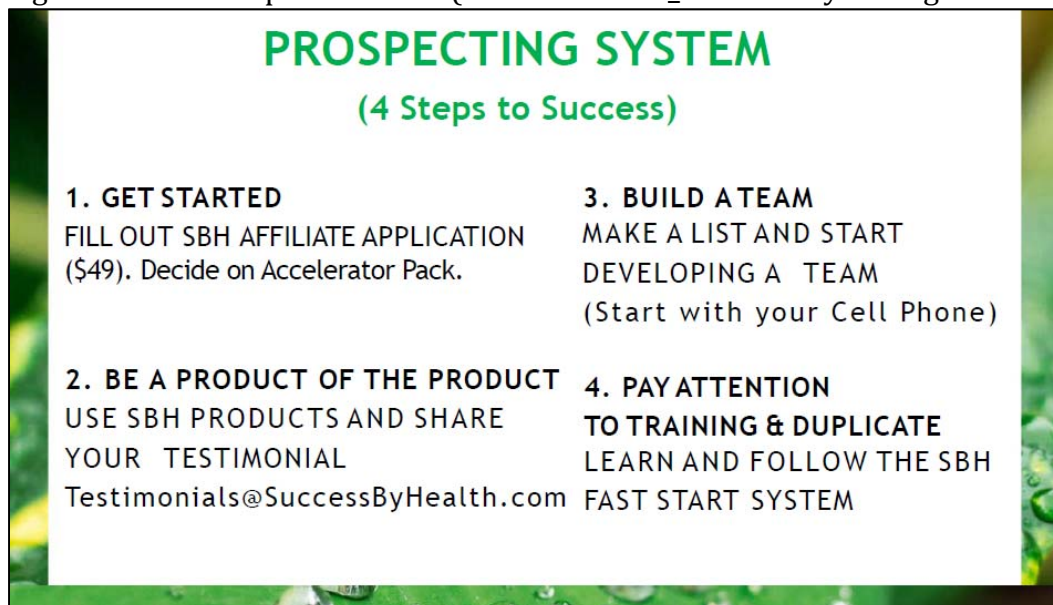 PROSPECTING SYSTEM
(4 Steps to Success)
1. GET STARTED
FILL OUT SBH AFFILIATE APPLICATION
($49). Decide on Accelerator Pack.
2. BE A PRODUCT OF THE PRODUCT
USE SBH PRODUCTS AND SHARE
YOUR TESTIMONIAL
Testimonials@SuccessByHealth.com
3. BUILD A TEAM
MAKE A LIST AND START
DEVELOPING A TEAM
(Start with your Cell Phone)
4. PAY ATTENTION
TO TRAINING & DUPLICATE
LEARN AND FOLLOW THE SBH
FAST START SYSTEM